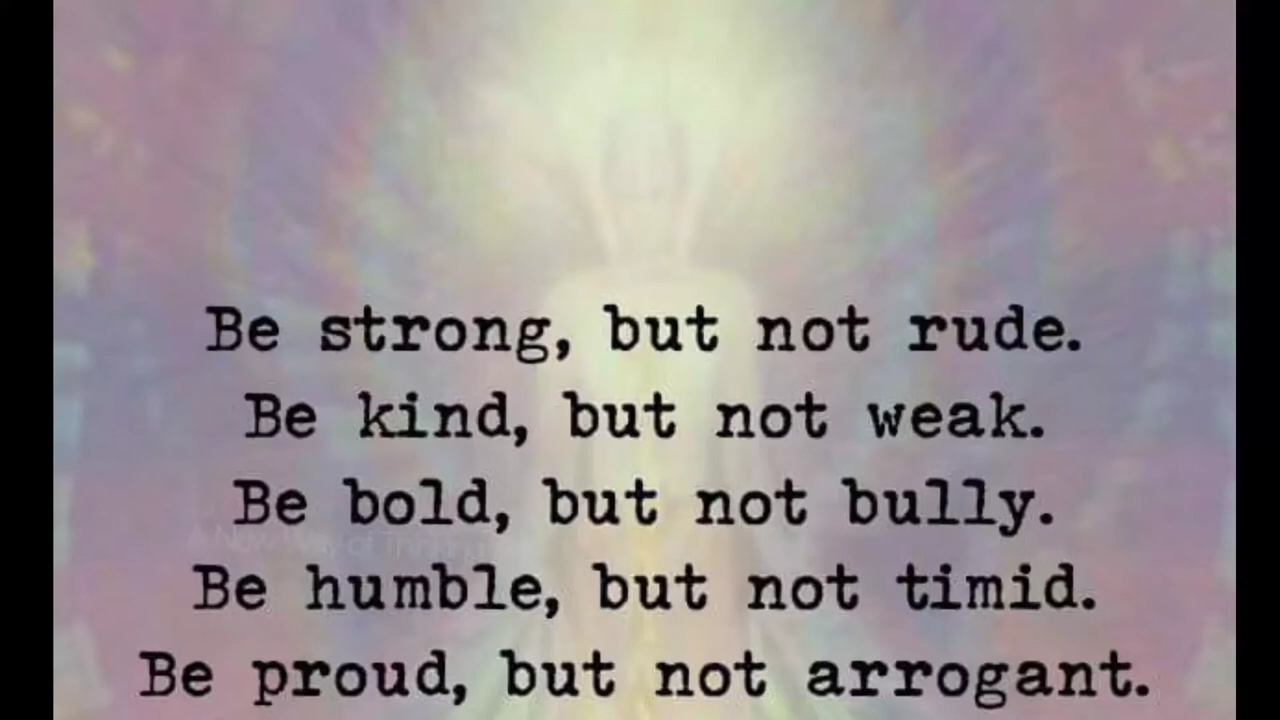 Be strong, but not rude.
Be kind, but not weak.
Be bold, but not bully.
Be humble, but not timid.
Be proud, but not arrogant.